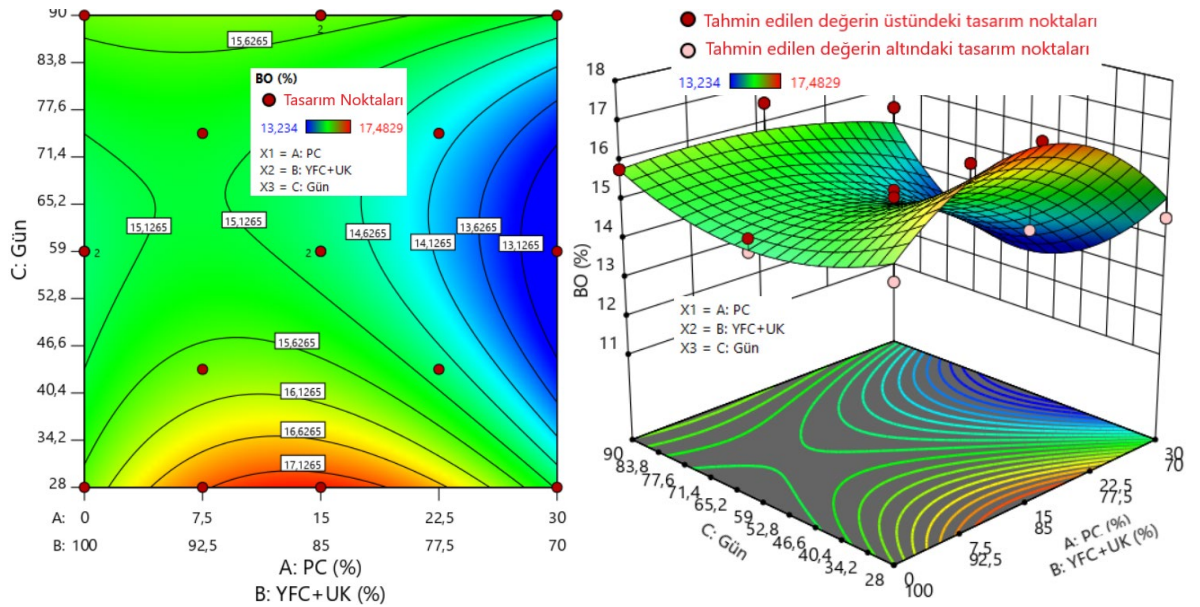 90
83,8
77,6
71,4
65,2
59
52,8
46,6
40,4
34,2
28
C: Gün
2
15,6265
BO (%)
Tasarım Noktaları
13,234 17,4829
X1 = A: PC
X2 = B: YFC+UK
X3 = C: Gün
15,1265
15,1265
14,6265
14,1265
13,6265
13,1265
2
2
15,6265
16,1265
16,6265
17,1265
A: 0 7,5 15 22,5 30
B: 100 92,5 85 77,5 70
A: PC (%)
B: YFC+UK (%)
Tahmin edilen değerin üstündeki tasarım noktaları
Tahmin edilen değerin altındaki tasarım noktaları
13,234 17,4829
18
17
16
15
14
13
12
11
BO (%)
X1 = A: PC
X2 = B: YFC+UK
X3 = C: Gün
90
83,8
77,6
71,4
65,2
59
52,8
46,6
40,4
34,2
28
C: Gün
0
100
7,5
92,5
15
85
22,5
77,5
30
70
A: PC (%)
B: YFC+UK (%)